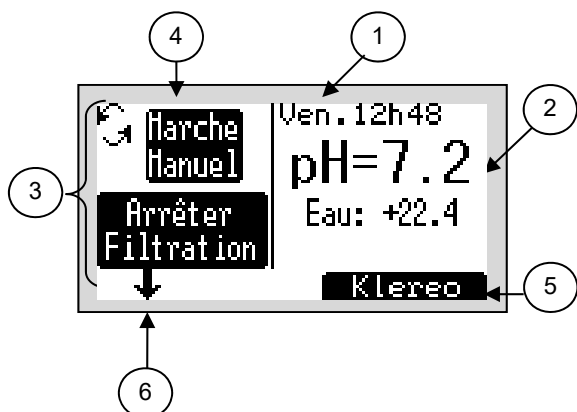 4
1
Ven.12h48
Marche
Manuel
2
pH=7.2
3
Arrêter
Filtration
Eau: +22.4
Klereo
5
6